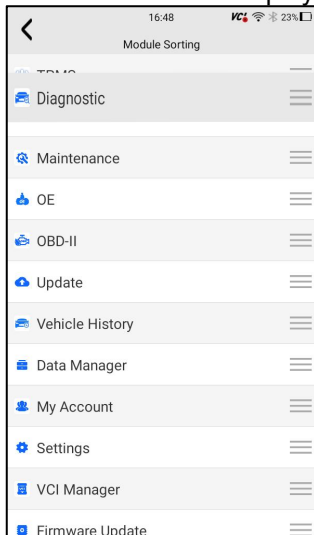 16:48 VCI 23%
Module Sorting
TPMS
Diagnostic
Maintenance
OE
OBD-II
Update
Vehicle History
Data Manager
My Account
Settings
VCI Manager
Firmware Update